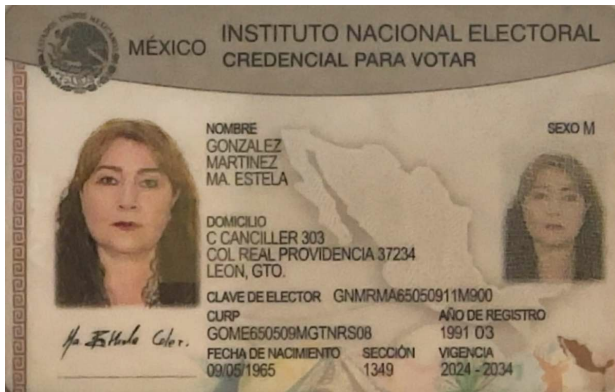 MÉXICO
INSTITUTO NACIONAL ELECTORAL
CREDENCIAL PARA VOTAR
NOMBRE
SEXO M
GONZALEZ
MARTINEZ
MA. ESTELA
DOMICILIO
C CANCILLER 303
COL REAL PROVIDENCIA 37234
LEON, GTO.
CLAVE DE ELECTOR GNMRMA65050911M900
CURP
AÑO DE REGISTRO
GOME650509MGTNRS08
1991 03
FECHA DE NACIMIENTO SECCIÓN VIGENCIA
09/05/1965 1349 2024 - 2034